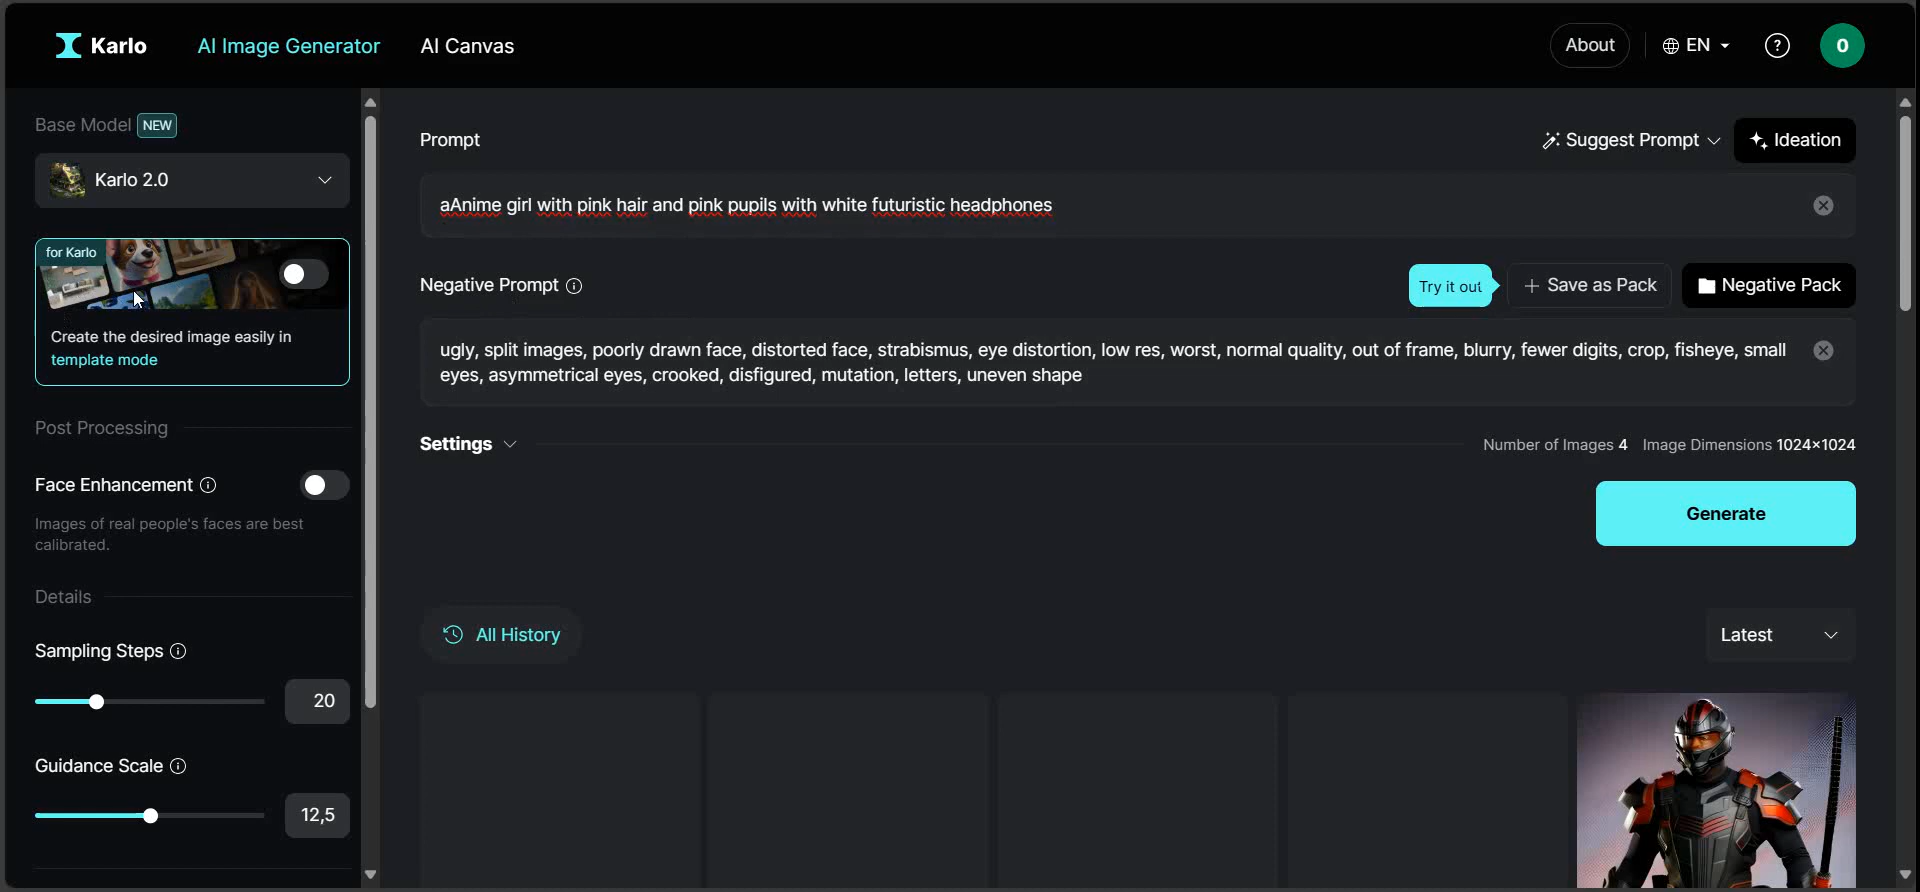 Karlo
AI Image Generator
AI Canvas
About
EN
?
0
Base Model NEW
Karlo 2.0
for Karlo
Create the desired image easily in
template mode
Post Processing
Face Enhancement
Images of real people's faces are best
calibrated.
Details
Sampling Steps
20
Guidance Scale
12,5
Prompt
Suggest Prompt
Ideation
aAnime girl with pink hair and pink pupils with white futuristic headphones
Negative Prompt
Try it out
+ Save as Pack
Negative Pack
ugly, split images, poorly drawn face, distorted face, strabismus, eye distortion, low res, worst, normal quality, out of frame, blurry, fewer digits, crop, fisheye, small
eyes, asymmetrical eyes, crooked, disfigured, mutation, letters, uneven shape
Settings
Number of Images 4 Image Dimensions 1024×1024
Generate
All History
Latest